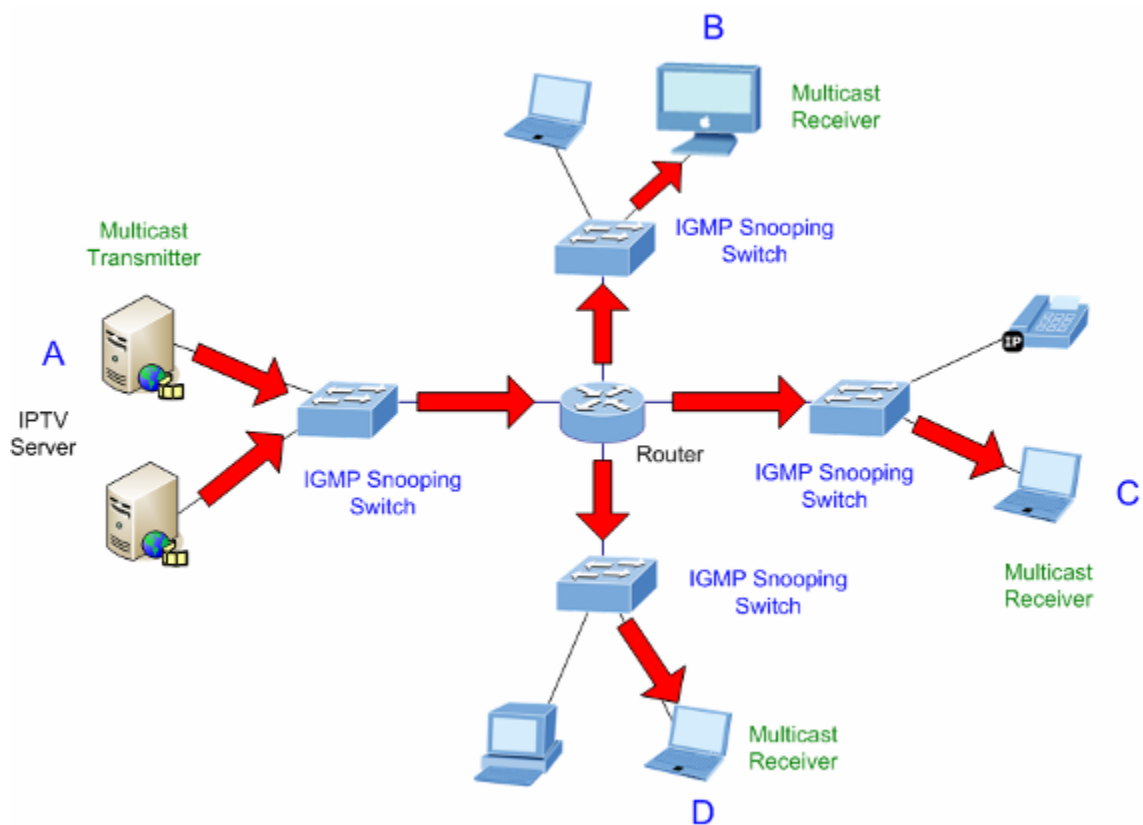 B
Multicast
Receiver
IGMP Snooping
Switch
Multicast
Transmitter
A
IPTV
Server
IGMP Snooping
Switch
Router
IP
IGMP Snooping
Switch
C
Multicast
Receiver
IGMP Snooping
Switch
Multicast
Receiver
D